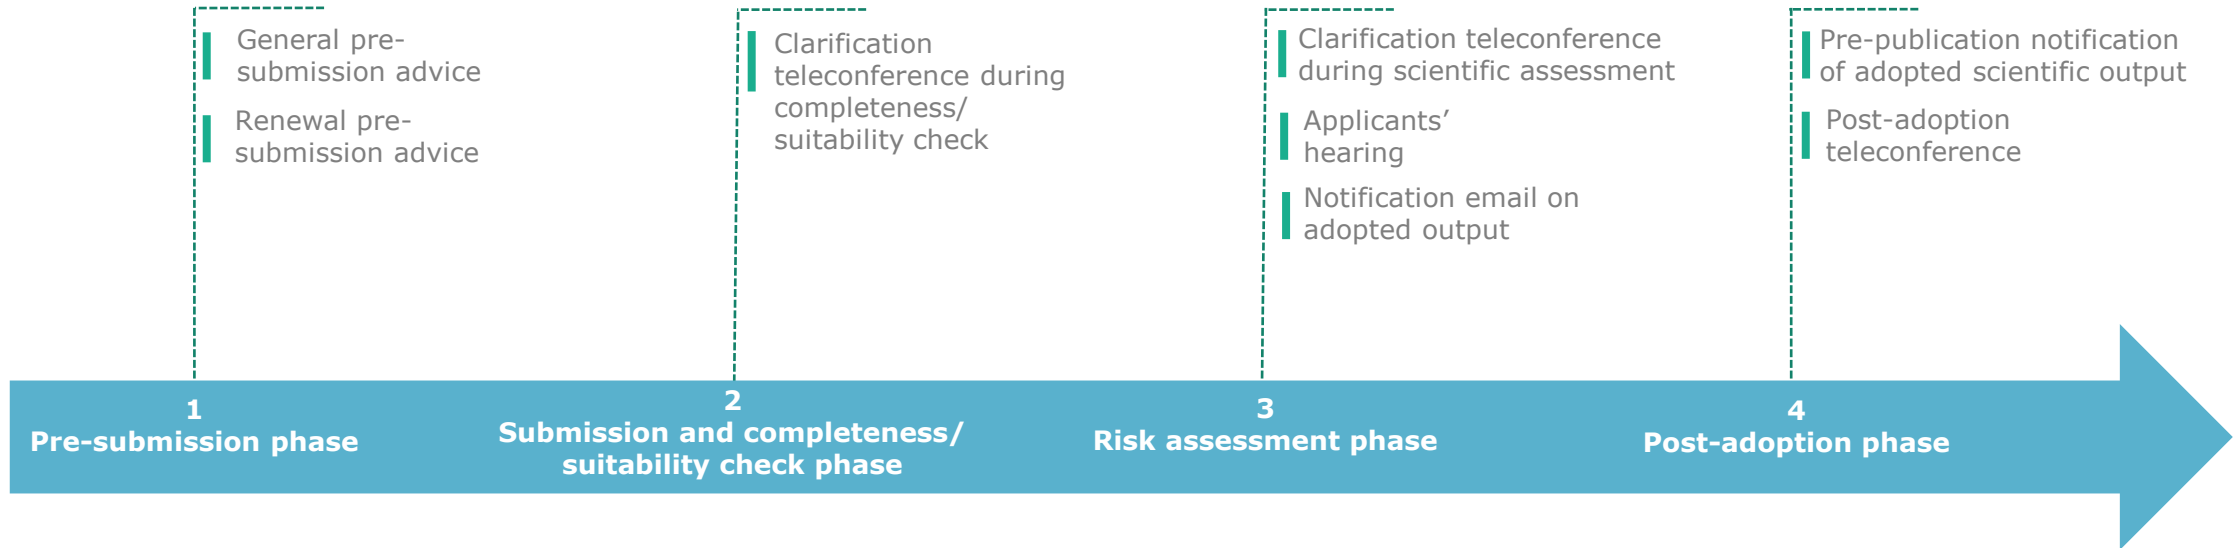 General pre-
submission advice
Renewal pre-
submission advice
Clarification
teleconference during
completeness/
suitability check
Clarification teleconference
during scientific assessment
Applicants’
hearing
Notification email on
adopted output
Pre-publication notification
of adopted scientific output
Post-adoption
teleconference
1
Pre-submission phase
2
Submission and completeness/
suitability check phase
3
Risk assessment phase
4
Post-adoption phase